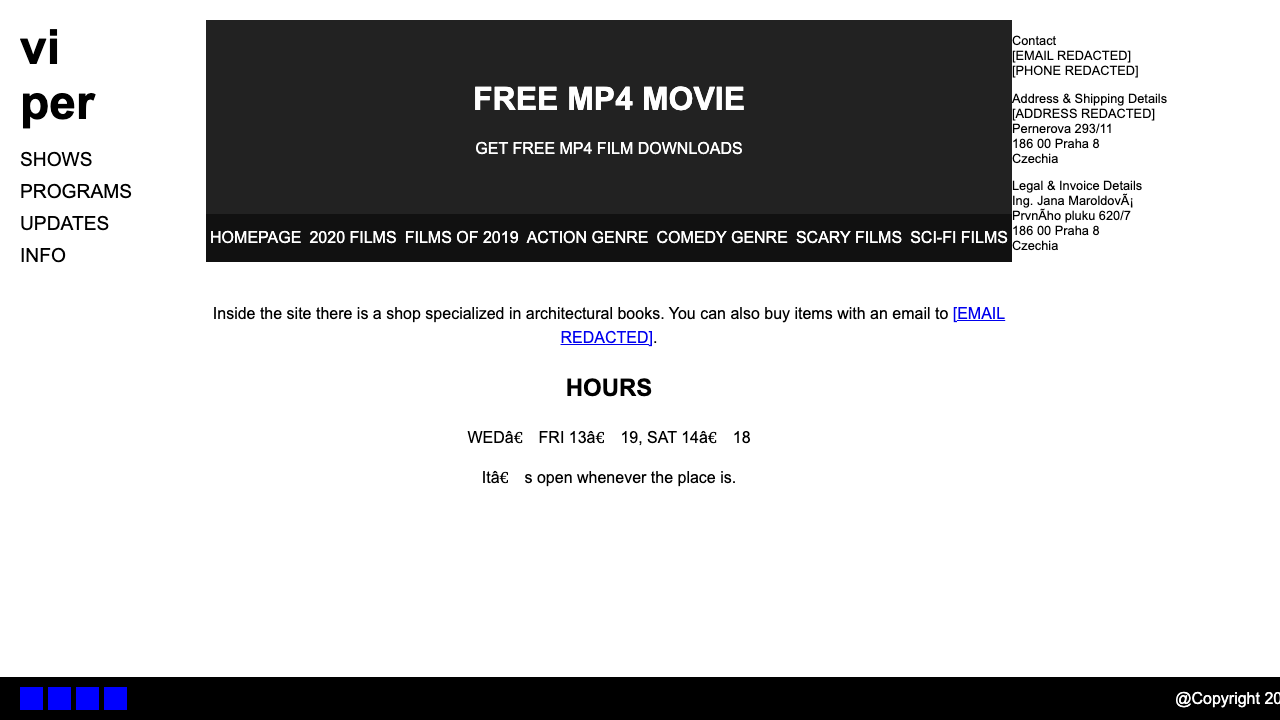 vi
per
SHOWS
PROGRAMS
UPDATES
INFO
FREE MP4 MOVIE
GET FREE MP4 FILM DOWNLOADS
HOMEPAGE 2020 FILMS FILMS OF 2019 ACTION GENRE COMEDY GENRE SCARY FILMS SCI-FI FILMS
Contact
[EMAIL REDACTED]
[PHONE REDACTED]
Address & Shipping Details
[ADDRESS REDACTED]
Pernerova 293/11
186 00 Praha 8
Czechia
Legal & Invoice Details
Ing. Jana MaroldovÃ¡
PrvnÃ­ho pluku 620/7
186 00 Praha 8
Czechia
Inside the site there is a shop specialized in architectural books. You can also buy items with an email to [EMAIL
REDACTED].
HOURS
WEDâ€ FRI 13â€ 19, SAT 14â€ 18
Itâ€ s open whenever the place is.
@Copyright 20